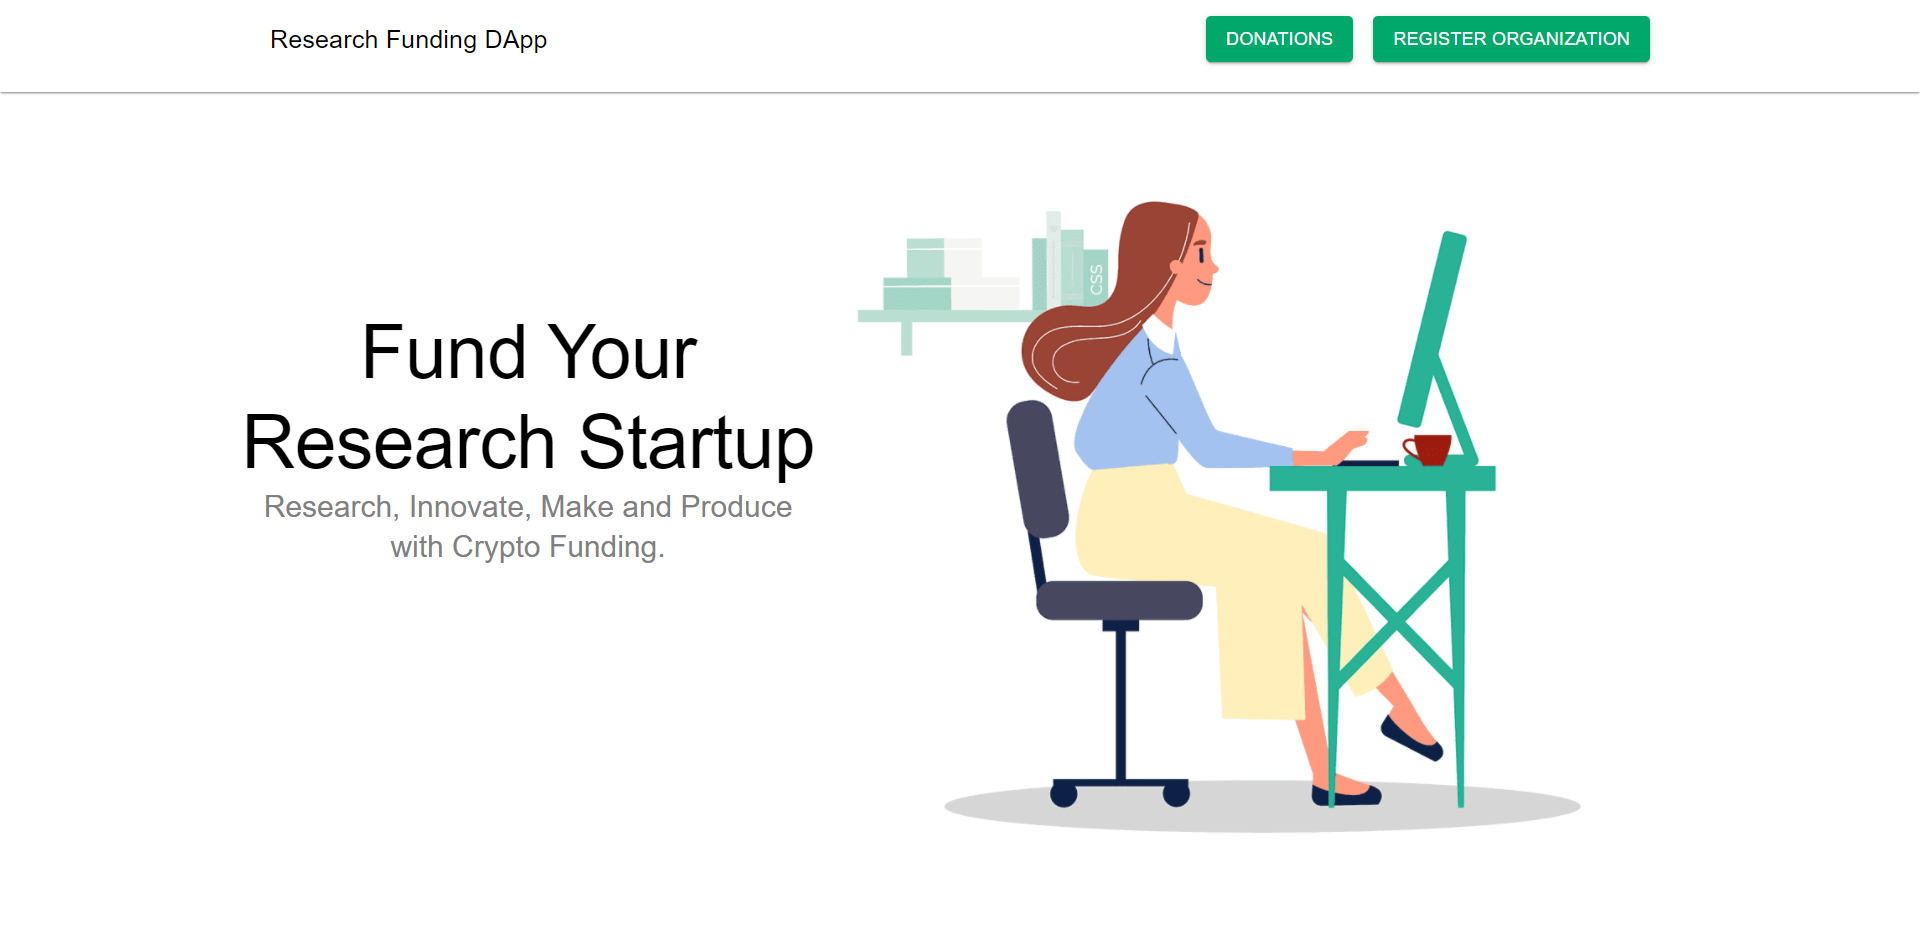 Research Funding DApp
DONATIONS
REGISTER ORGANIZATION
CSS
Fund Your
Research Startup
Research, Innovate, Make and Produce
with Crypto Funding.